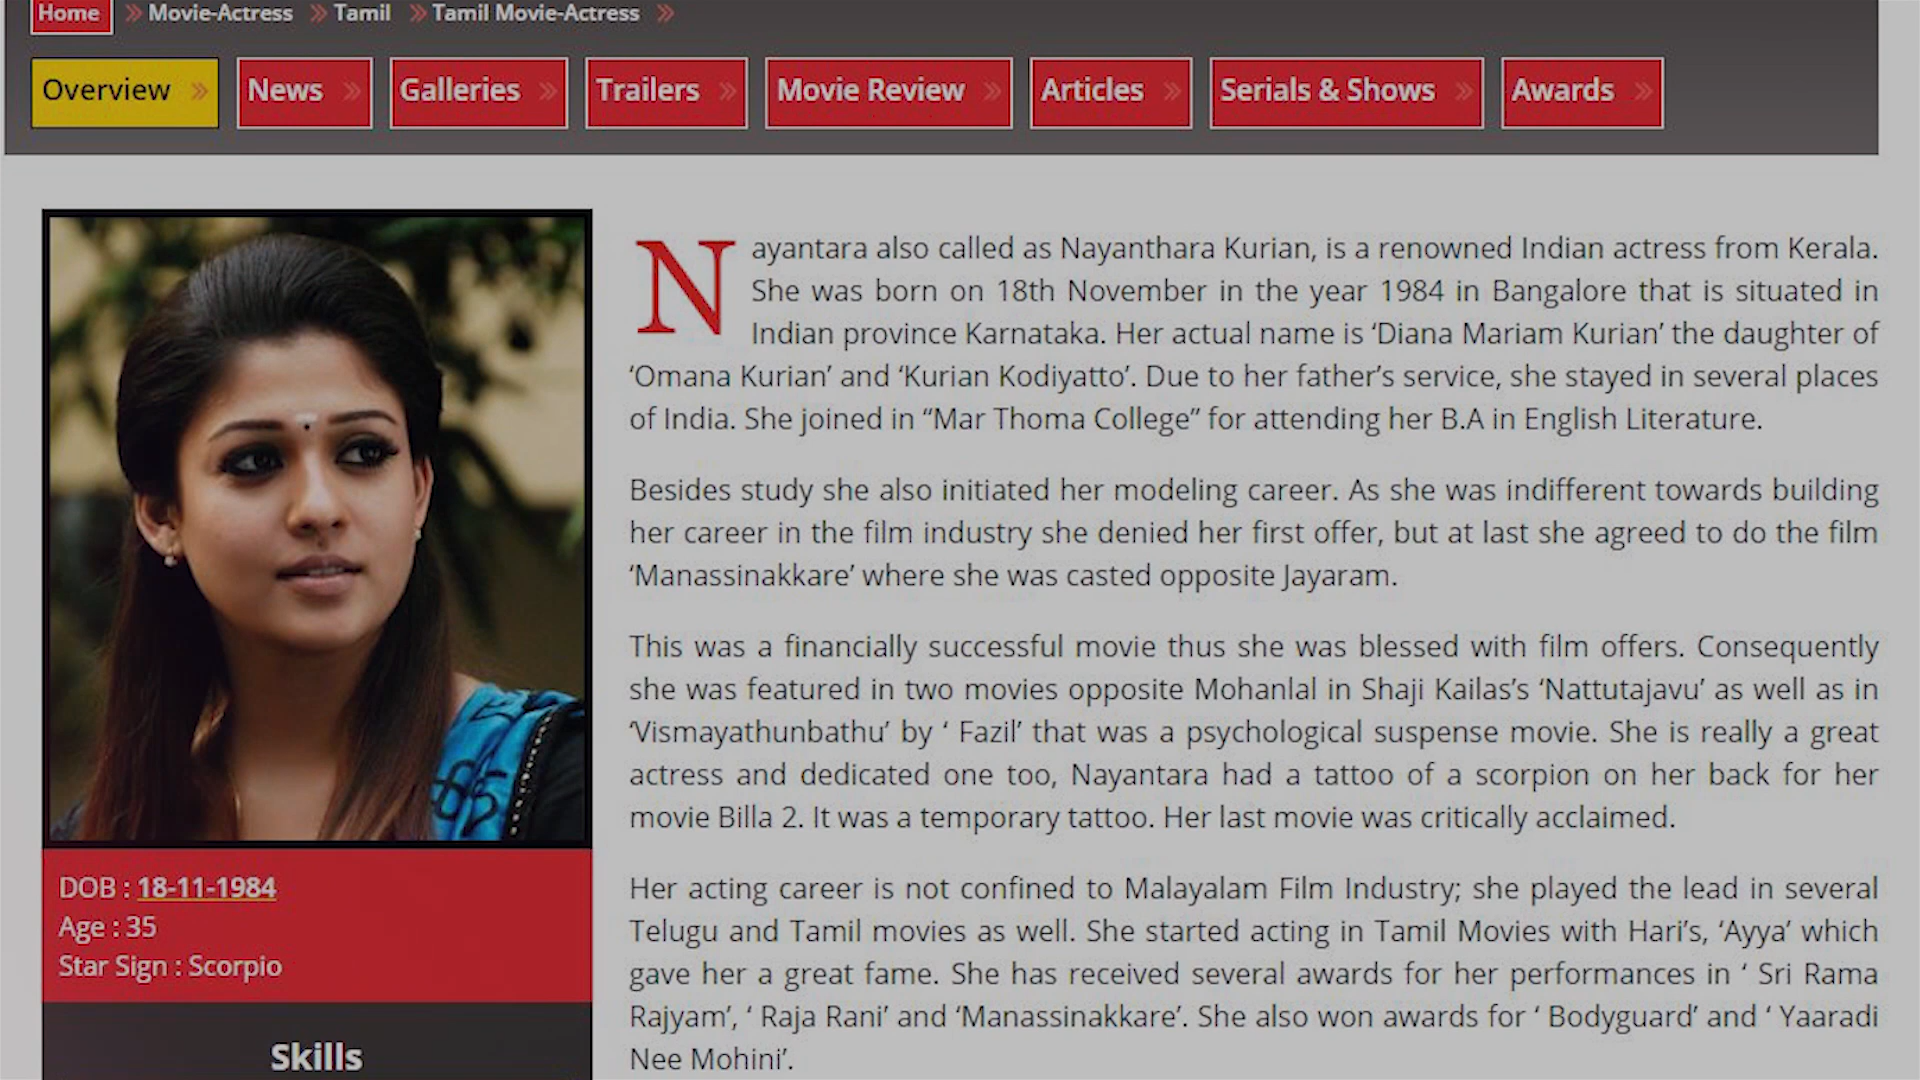 Home » Movie-Actress » Tamil » Tamil Movie-Actress »
Overview » News » Galleries » Trailers » Movie Review » Articles » Serials & Shows » Awards »
Nayantara also called as Nayanthara Kurian, is a renowned Indian actress from Kerala.
She was born on 18th November in the year 1984 in Bangalore that is situated in
Indian province Karnataka. Her actual name is ‘Diana Mariam Kurian’ the daughter of
‘Omana Kurian’ and ‘Kurian Kodiyatto’. Due to her father’s service, she stayed in several places
of India. She joined in “Mar Thoma College” for attending her B.A in English Literature.
Besides study she also initiated her modeling career. As she was indifferent towards building
her career in the film industry she denied her first offer, but at last she agreed to do the film
‘Manassinakkare’ where she was casted opposite Jayaram.
This was a financially successful movie thus she was blessed with film offers. Consequently
she was featured in two movies opposite Mohanlal in Shaji Kailas’s ‘Nattutajavu’ as well as in
‘Vismayathunbathu’ by ‘ Fazil’ that was a psychological suspense movie. She is really a great
actress and dedicated one too, Nayantara had a tattoo of a scorpion on her back for her
movie Billa 2. It was a temporary tattoo. Her last movie was critically acclaimed.
Her acting career is not confined to Malayalam Film Industry; she played the lead in several
Telugu and Tamil movies as well. She started acting in Tamil Movies with Hari’s, ‘Ayya’ which
gave her a great fame. She has received several awards for her performances in ‘ Sri Rama
Rajyam’, ‘ Raja Rani’ and ‘Manassinakkare’. She also won awards for ‘ Bodyguard’ and ‘ Yaaradi
Nee Mohini’.
DOB : 18-11-1984
Age : 35
Star Sign : Scorpio
Skills